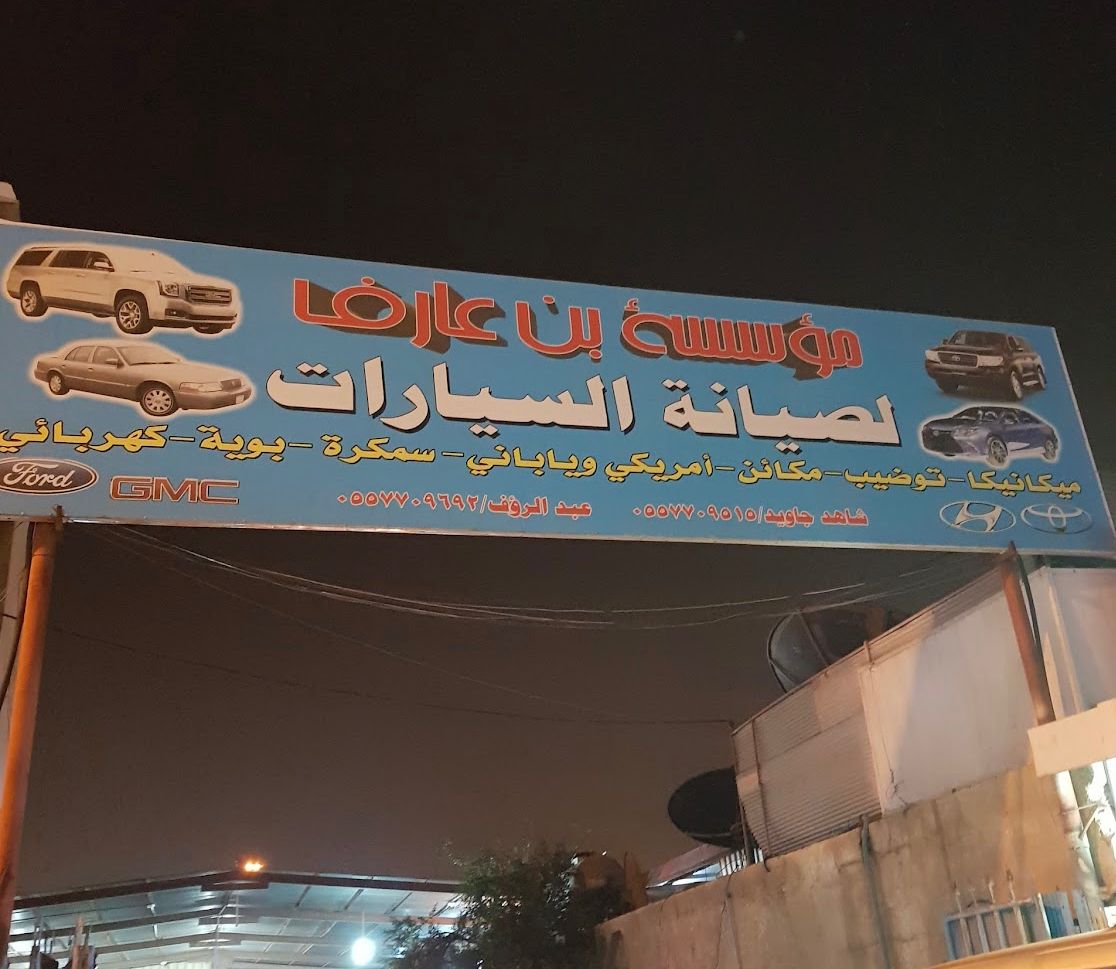 مؤسسة بن عارف
لصيانة السيارات
ميكانيكا - توضيب - مكائن - أمريكي وياباني - سمكرة - بوية - كهربائي
شاهد جاويد/٠٥٥٧٧٠٩٥١٥ عبد الرؤف/٠٥٥٧٧٠٩٦٩٢
Ford GMC